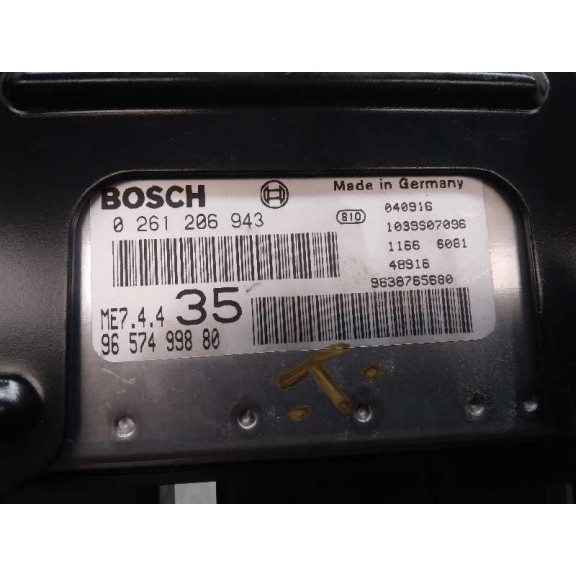 BOSCH
Made in Germany
0 261 206 943
810
040916
1039S07096
1166 6081
48916
9638765680
ME7.4.4 35
96 574 998 80
T.